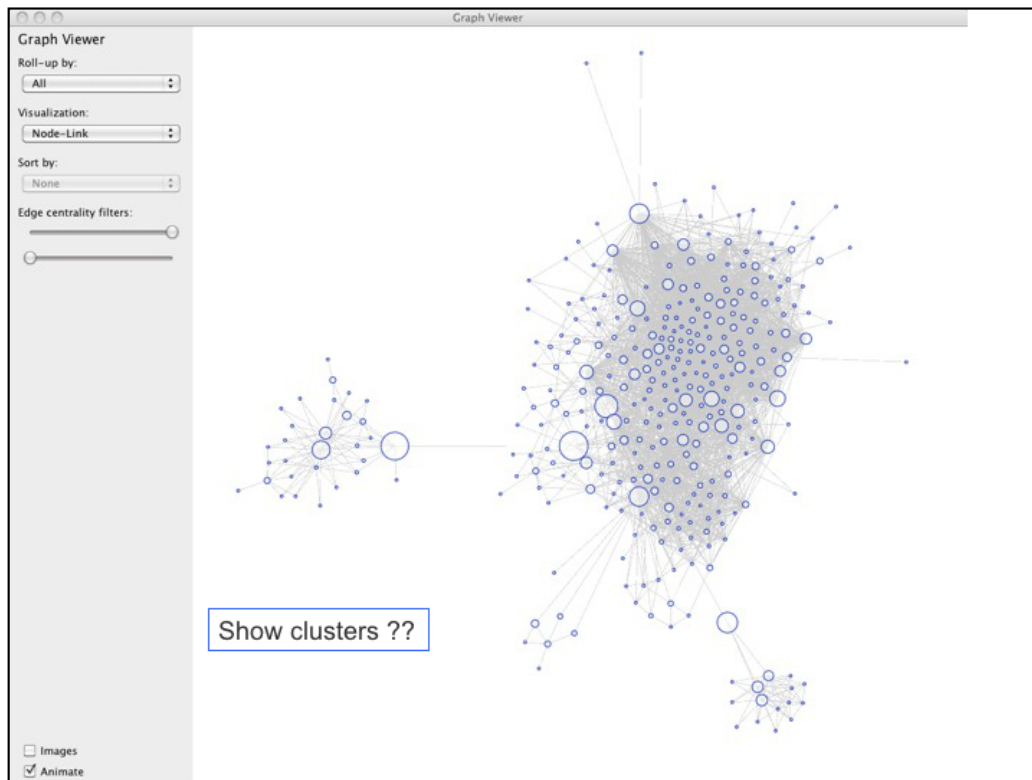 Graph Viewer
Graph Viewer
Roll-up by:
All
Visualization:
Node-Link
Sort by:
None
Edge centrality filters:
Show clusters ??
Images
Animate